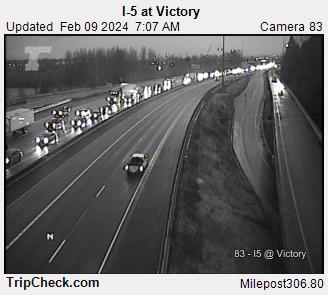 I-5 at Victory
Updated Feb 09 2024 7:07 AM Camera 83
T
N
83 - I5 @ Victory
TripCheck.com Milepost306.80